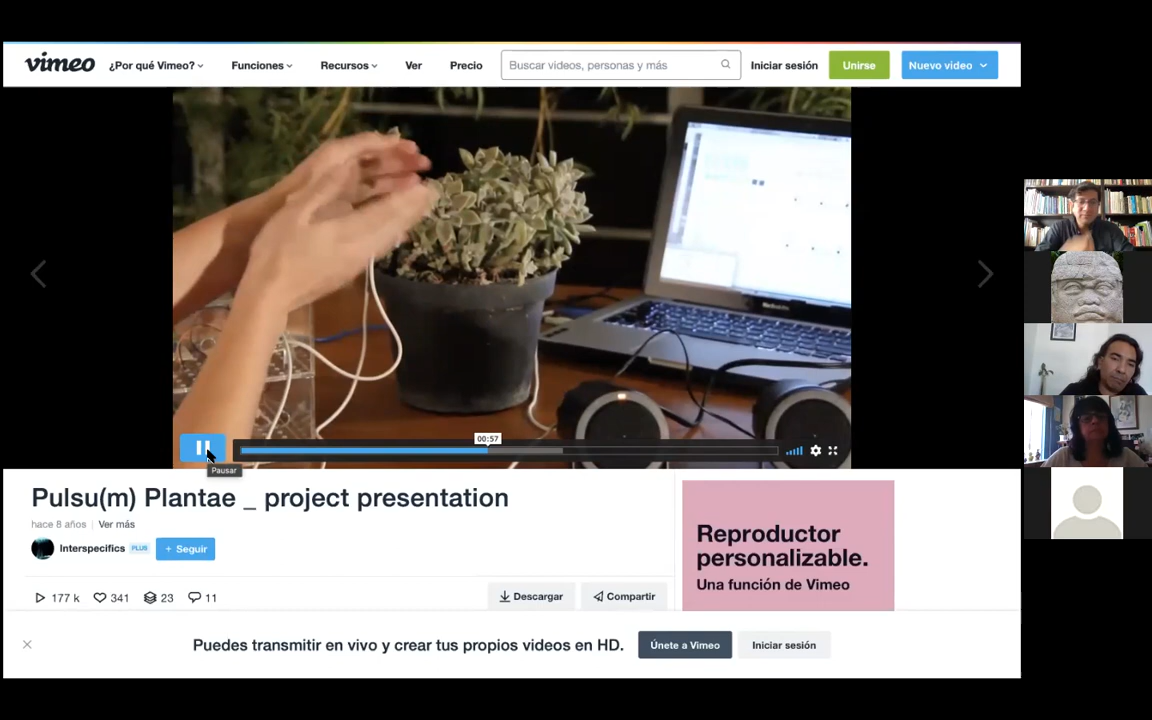 vimeo ¿Por qué Vimeo? Funciones Recursos Ver Precio Buscar videos, personas y más Iniciar sesión Unirse Nuevo video
00:57
Pausar
Pulsu(m) Plantae _ project presentation
hace 8 años Ver más
Interspecifics PLUS + Seguir
177 k 341 23 11 Descargar Compartir
Reproductor
personalizable.
Una función de Vimeo
Puedes transmitir en vivo y crear tus propios videos en HD. Únete a Vimeo Iniciar sesión